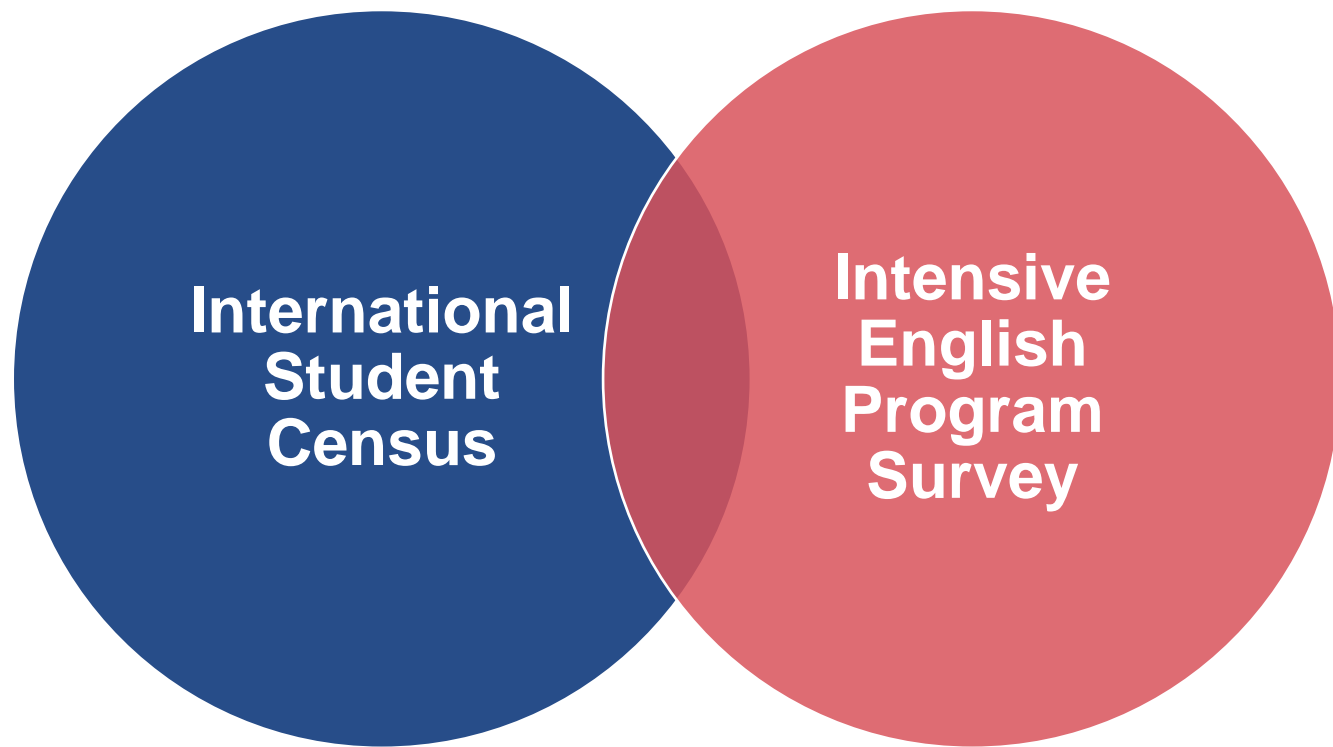 International
Student
Census
Intensive
English
Program
Survey